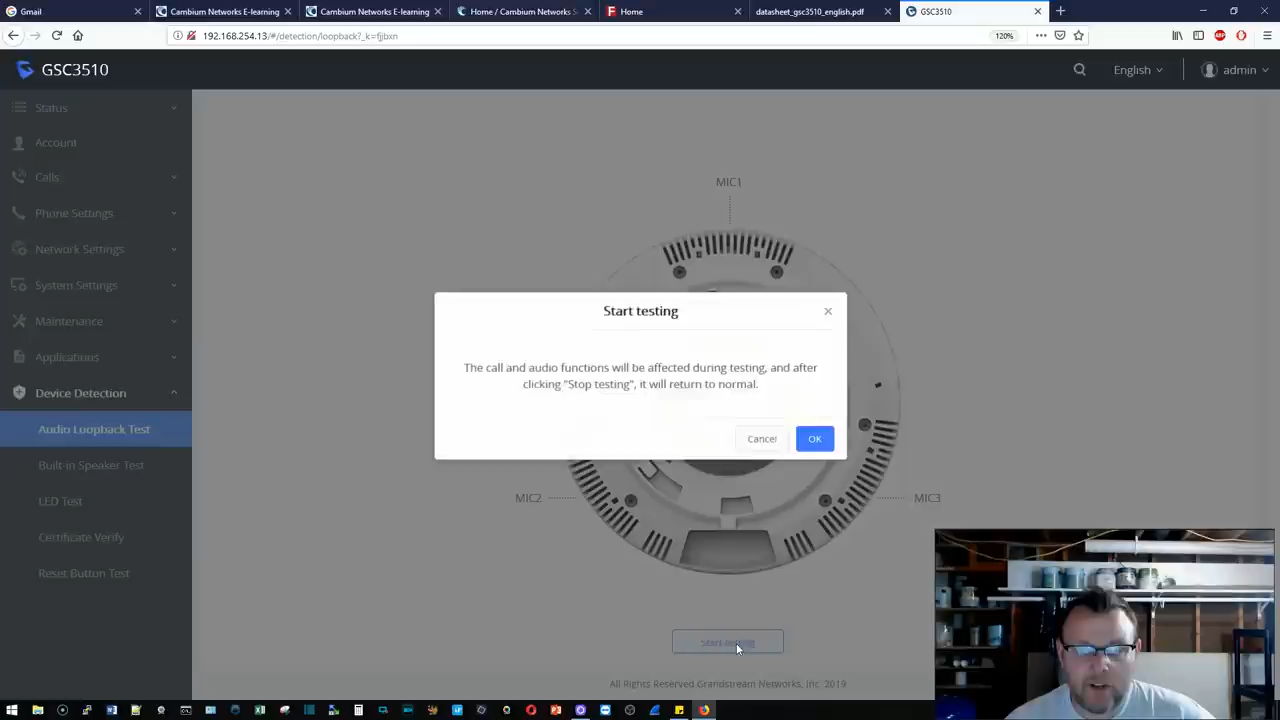 Gmail
Cambium Networks E-learning
Cambium Networks E-learning
Home / Cambium Networks S
Home
datasheet_gsc3510_english.pdf
GSC3510
192.168.254.13/#/detection/loopback?_k=fjjbxn
120%
GSC3510
English
admin
Status
Account
Calls
Phone Settings
Network Settings
System Settings
Maintenance
Applications
Device Detection
Audio Loopback Test
Built-in Speaker Test
LED Test
Certificate Verify
Reset Button Test
MIC1
Start testing
The call and audio functions will be affected during testing, and after
clicking "Stop testing", it will return to normal.
Cancel
OK
MIC2
MIC3
Start testing
All Rights Reserved Grandstream Networks, Inc. 2019